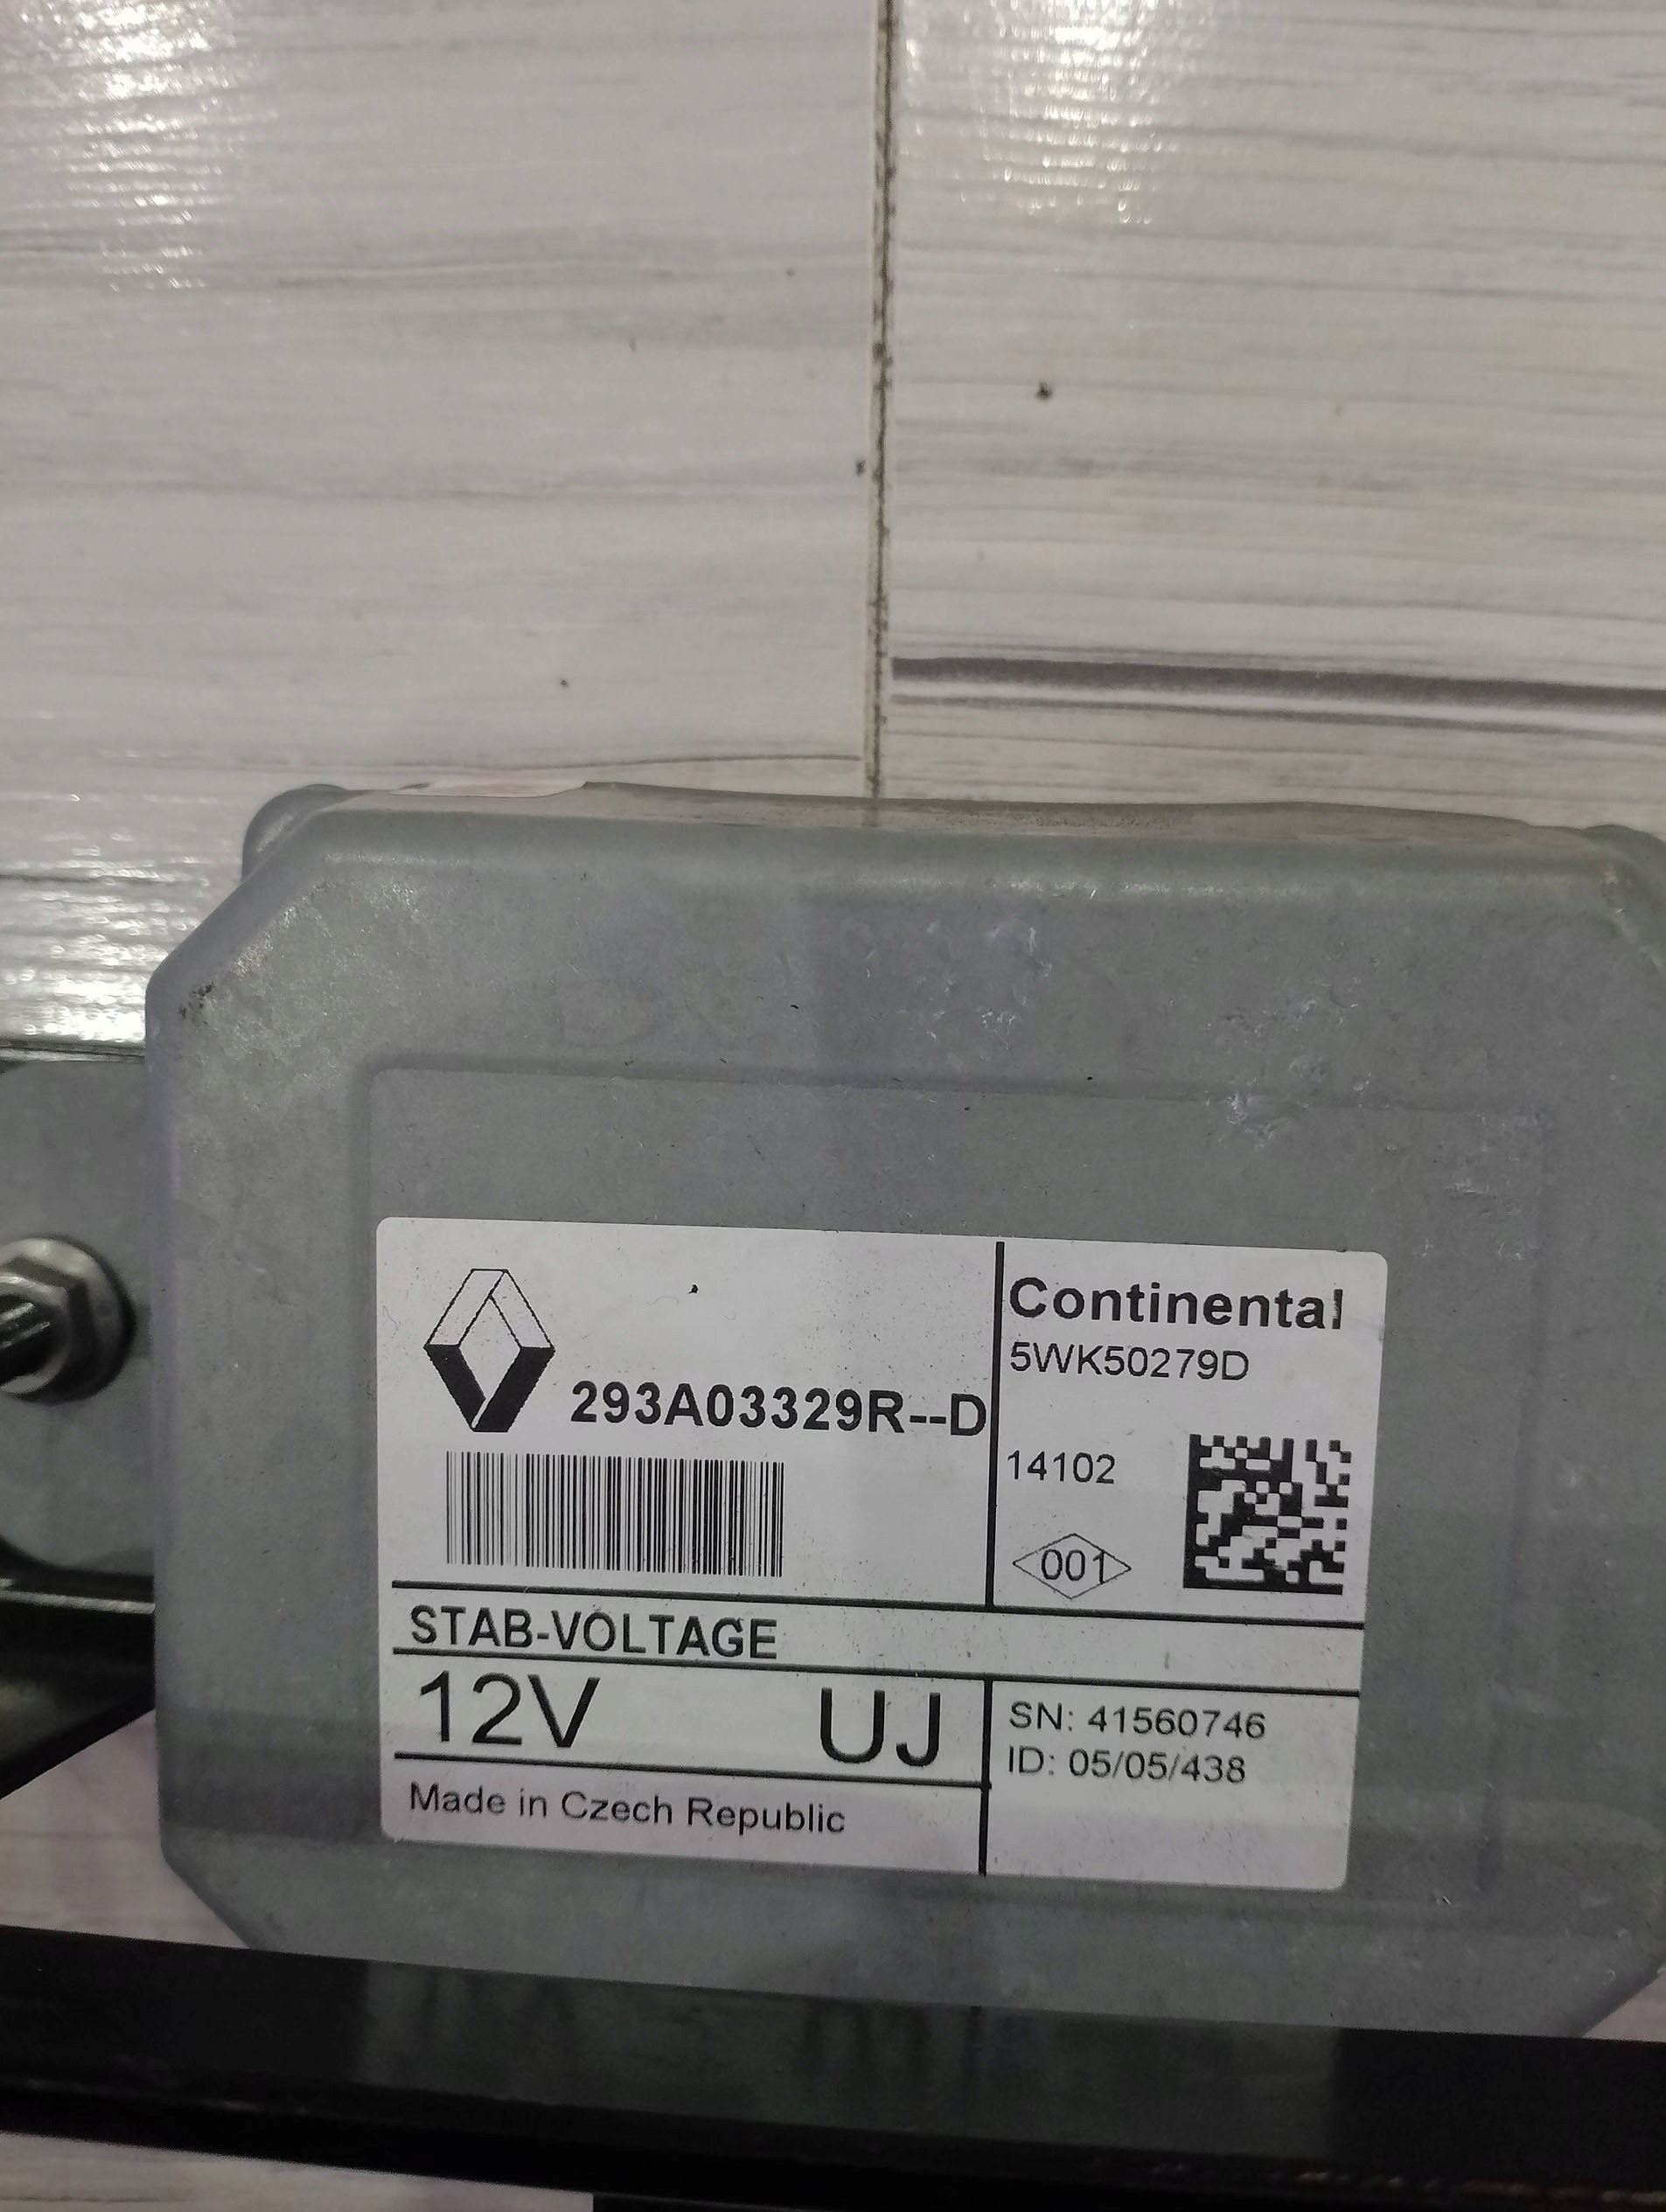 293A03329R--D
Continental
5WK50279D
14102
001
STAB-VOLTAGE
12V UJ
SN: 41560746
ID: 05/05/438
Made in Czech Republic